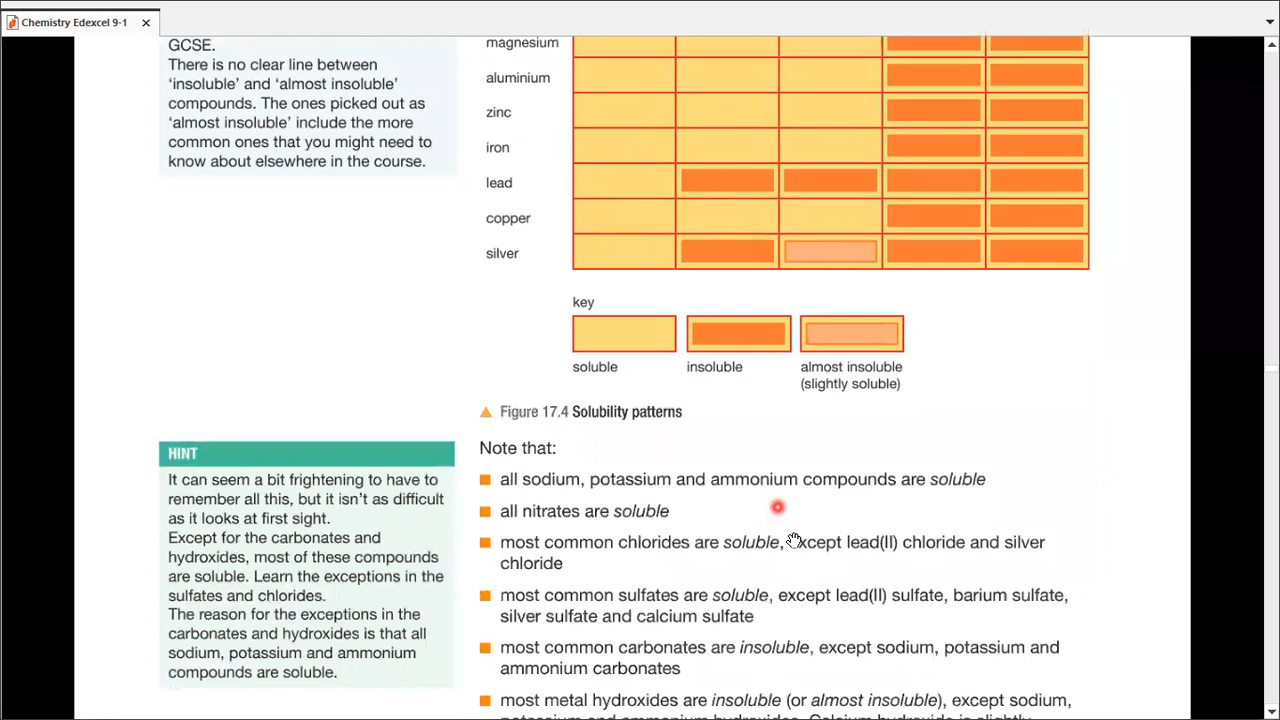 Chemistry Edexcel 9-1
GCSE.
There is no clear line between
‘insoluble’ and ‘almost insoluble’
compounds. The ones picked out as
‘almost insoluble’ include the more
common ones that you might need to
know about elsewhere in the course.
magnesium
aluminium
zinc
iron
lead
copper
silver
key
soluble
insoluble
almost insoluble
(slightly soluble)
Figure 17.4 Solubility patterns
HINT
It can seem a bit frightening to have to
remember all this, but it isn’t as difficult
as it looks at first sight.
Except for the carbonates and
hydroxides, most of these compounds
are soluble. Learn the exceptions in the
sulfates and chlorides.
The reason for the exceptions in the
carbonates and hydroxides is that all
sodium, potassium and ammonium
compounds are soluble.
Note that:
all sodium, potassium and ammonium compounds are soluble
all nitrates are soluble
most common chlorides are soluble, except lead(II) chloride and silver
chloride
most common sulfates are soluble, except lead(II) sulfate, barium sulfate,
silver sulfate and calcium sulfate
most common carbonates are insoluble, except sodium, potassium and
ammonium carbonates
most metal hydroxides are insoluble (or almost insoluble), except sodium,
potassium and ammonium hydroxides. Calcium hydroxide is slightly